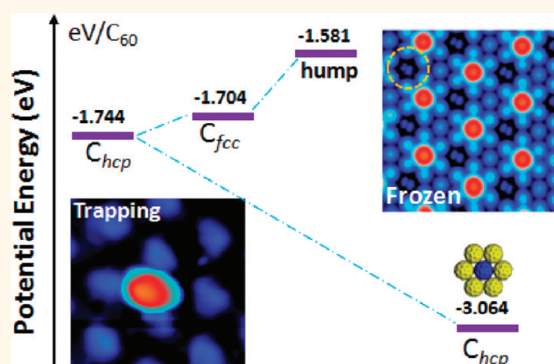 Potential Energy (eV)
eV/C60
-1.581
hump
-1.704
Cfcc
-1.744
Chcp
Trapping
Frozen
-3.064
Chcp